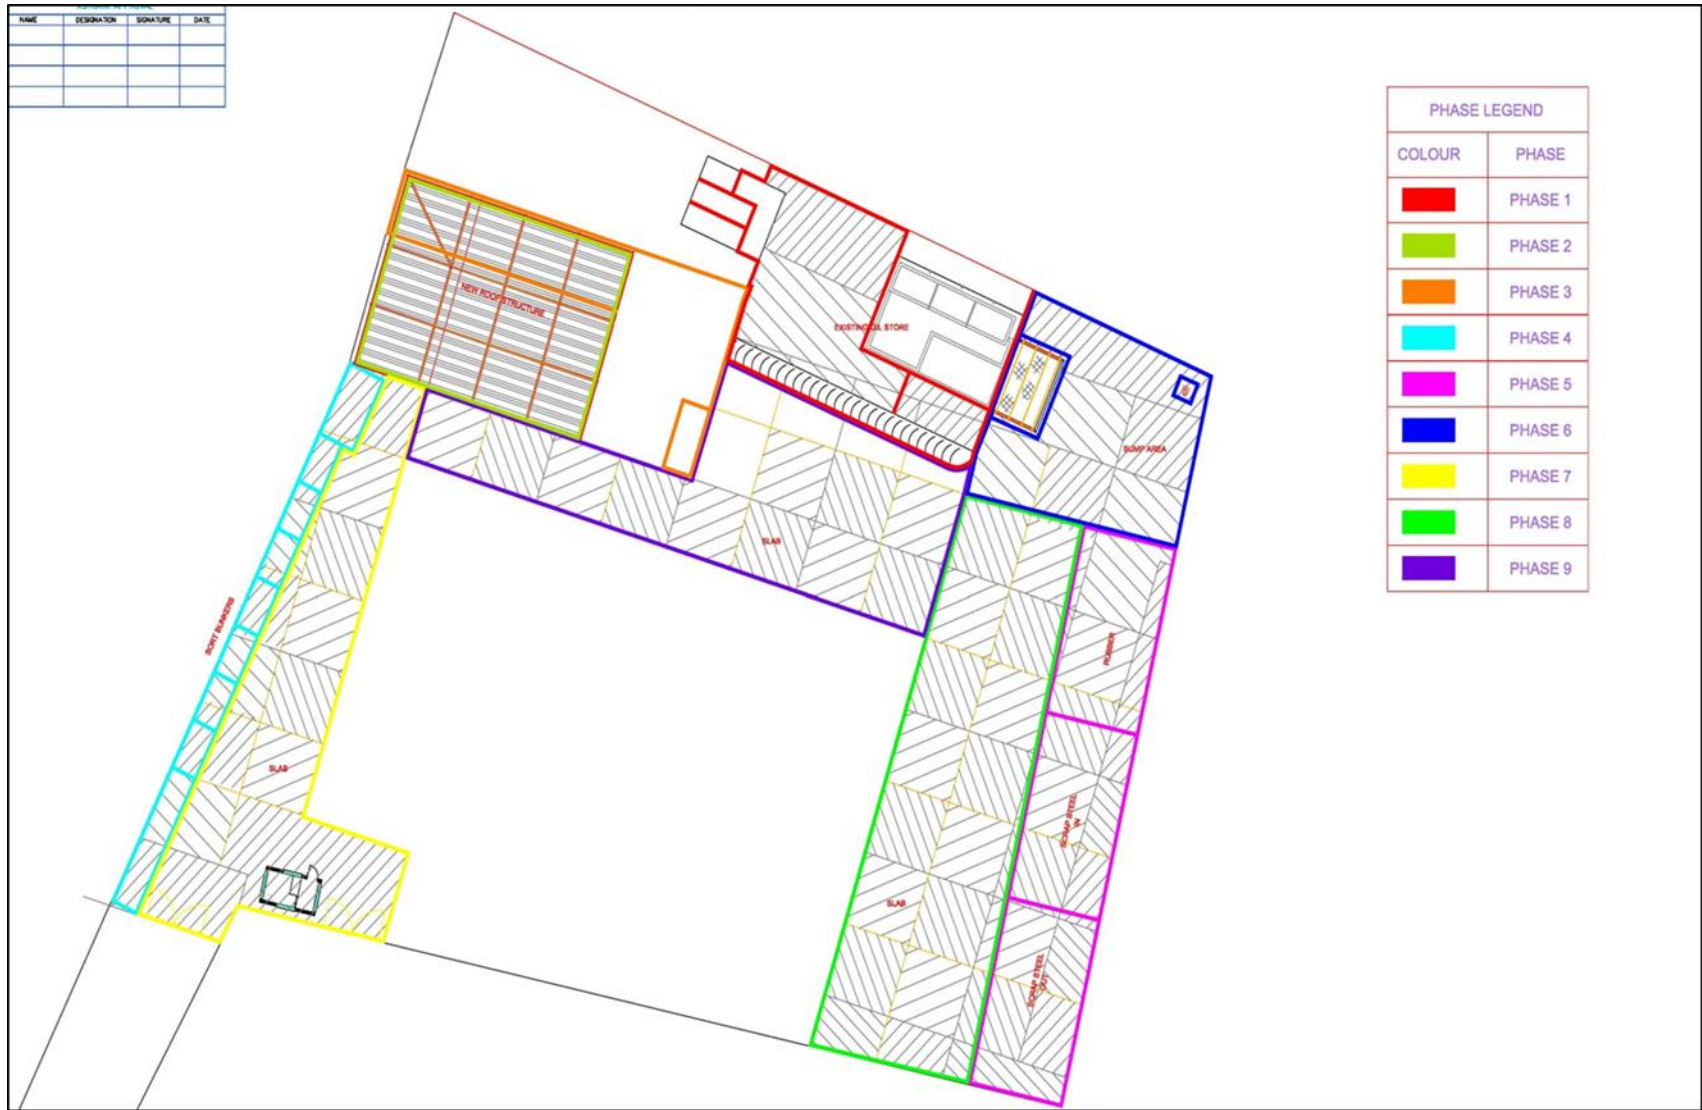 NAME DESIGNATION SIGNATURE DATE
PHASE LEGEND
COLOUR PHASE
PHASE 1
PHASE 2
PHASE 3
PHASE 4
PHASE 5
PHASE 6
PHASE 7
PHASE 8
PHASE 9
NEW ROOF STRUCTURE
EXISTING OIL STORE
SUMP AREA
SLAB
SORT BUNKERS
RUBBER
SLAB
SCRAP STEEL
IN
SLAB
SCRAP STEEL
OUT